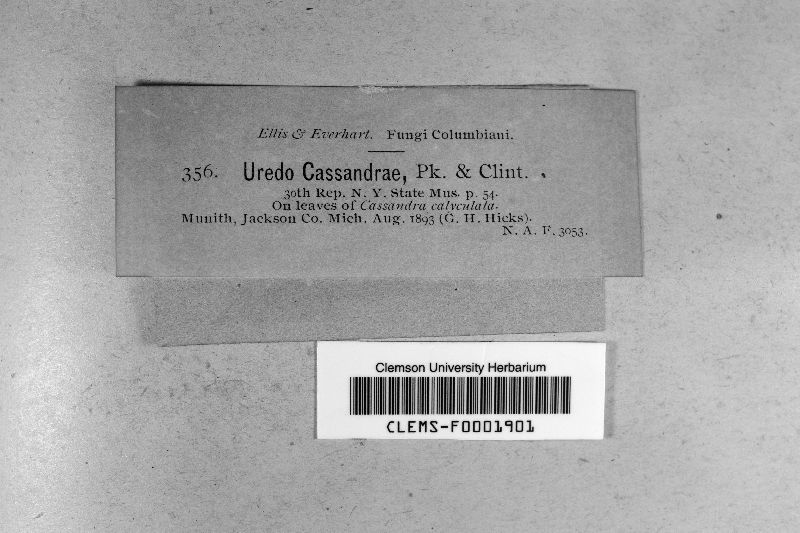 Ellis & Everhart. Fungi Columbiani.
356. Uredo Cassandrae, Pk. & Clint.
30th Rep. N. Y. State Mus. p. 54.
On leaves of Cassandra calyculata.
Munith, Jackson Co. Mich. Aug. 1893 (G. H. Hicks).
N. A. F. 3053.
Clemson University Herbarium
CLEMS-F0001901